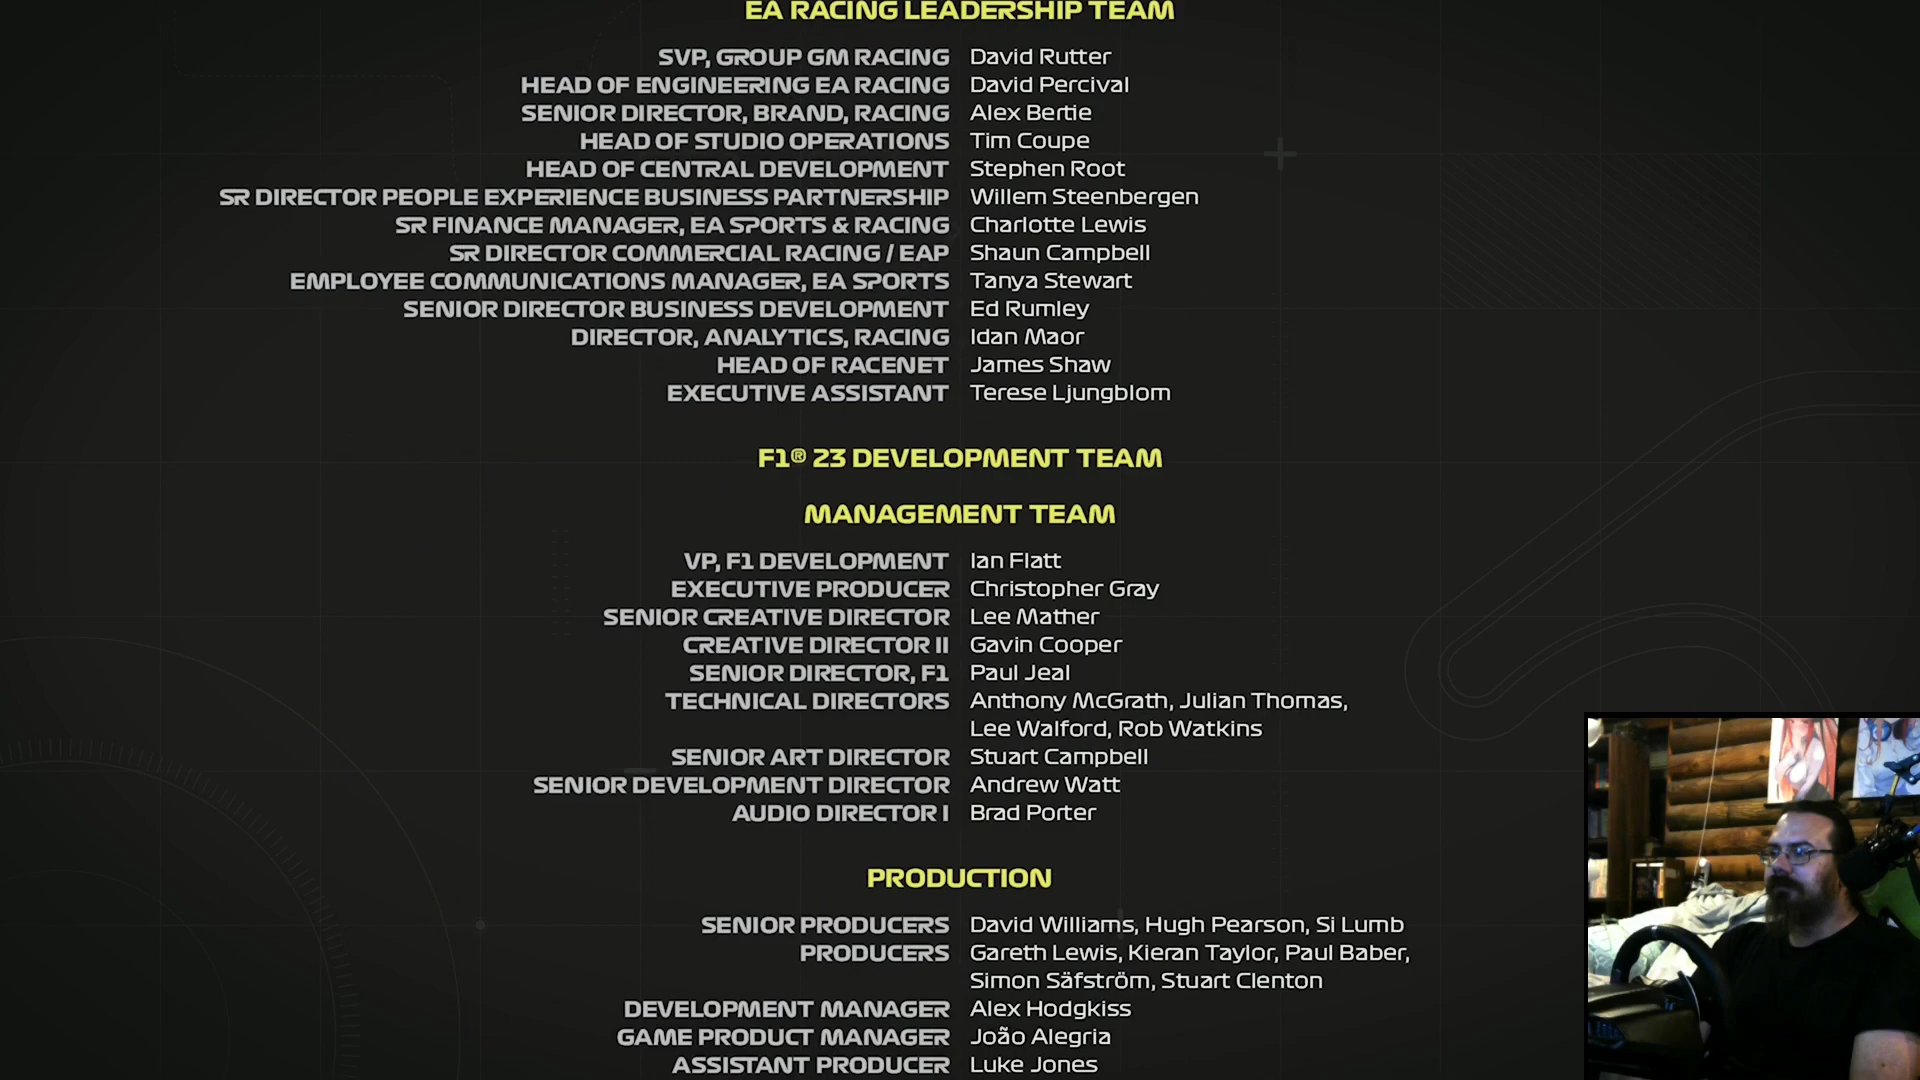 EA RACING LEADERSHIP TEAM
SVP, GROUP GM RACING David Rutter
HEAD OF ENGINEERING EA RACING David Percival
SENIOR DIRECTOR, BRAND, RACING Alex Bertie
HEAD OF STUDIO OPERATIONS Tim Coupe
HEAD OF CENTRAL DEVELOPMENT Stephen Root
SR DIRECTOR PEOPLE EXPERIENCE BUSINESS PARTNERSHIP Willem Steenbergen
SR FINANCE MANAGER, EA SPORTS & RACING Charlotte Lewis
SR DIRECTOR COMMERCIAL RACING / EAP Shaun Campbell
EMPLOYEE COMMUNICATIONS MANAGER, EA SPORTS Tanya Stewart
SENIOR DIRECTOR BUSINESS DEVELOPMENT Ed Rumley
DIRECTOR, ANALYTICS, RACING Idan Maor
HEAD OF RACENET James Shaw
EXECUTIVE ASSISTANT Terese Ljungblom
F1® 23 DEVELOPMENT TEAM
MANAGEMENT TEAM
VP, F1 DEVELOPMENT Ian Flatt
EXECUTIVE PRODUCER Christopher Gray
SENIOR CREATIVE DIRECTOR Lee Mather
CREATIVE DIRECTOR II Gavin Cooper
SENIOR DIRECTOR, F1 Paul Jeal
TECHNICAL DIRECTORS Anthony McGrath, Julian Thomas,
Lee Walford, Rob Watkins
SENIOR ART DIRECTOR Stuart Campbell
SENIOR DEVELOPMENT DIRECTOR Andrew Watt
AUDIO DIRECTOR I Brad Porter
PRODUCTION
SENIOR PRODUCERS David Williams, Hugh Pearson, Si Lumb
PRODUCERS Gareth Lewis, Kieran Taylor, Paul Baber,
Simon Säfström, Stuart Clenton
DEVELOPMENT MANAGER Alex Hodgkiss
GAME PRODUCT MANAGER João Alegria
ASSISTANT PRODUCER Luke Jones